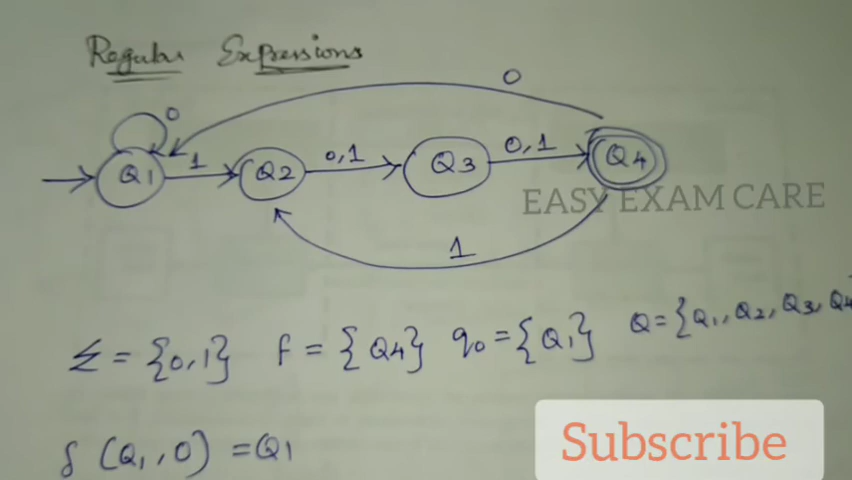 Regular Expressions
0
0
Q1 1 Q2 0,1 Q3 0,1 Q4
EASY EXAM CARE
1
Σ = {0,1} F = {Q4} q0 = {Q1} Q = {Q1, Q2, Q3, Q4
δ (Q1, 0) = Q1
Subscribe